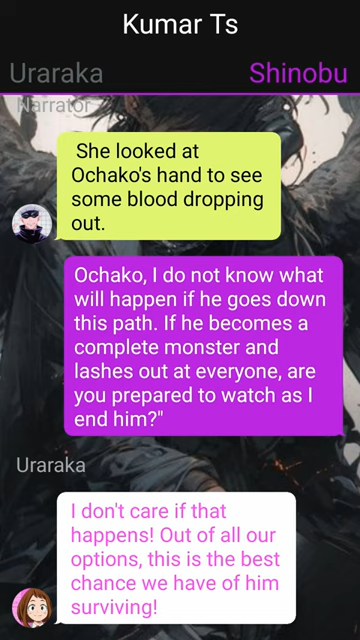 Kumar Ts
Uraraka
Shinobu
Narrator
She looked at
Ochako's hand to see
some blood dropping
out.
Ochako, I do not know what
will happen if he goes down
this path. If he becomes a
complete monster and
lashes out at everyone, are
you prepared to watch as I
end him?"
Uraraka
I don't care if that
happens! Out of all our
options, this is the best
chance we have of him
surviving!